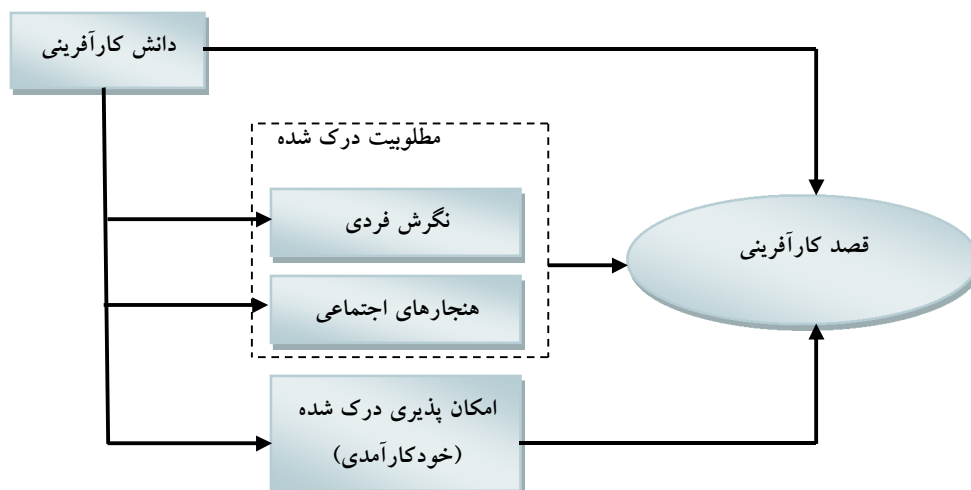 دانش کارآفرینی
مطلوبیت درک شده
نگرش فردی
قصد کارآفرینی
هنجارهای اجتماعی
امکان پذیری درک شده
(خودکارآمدی)